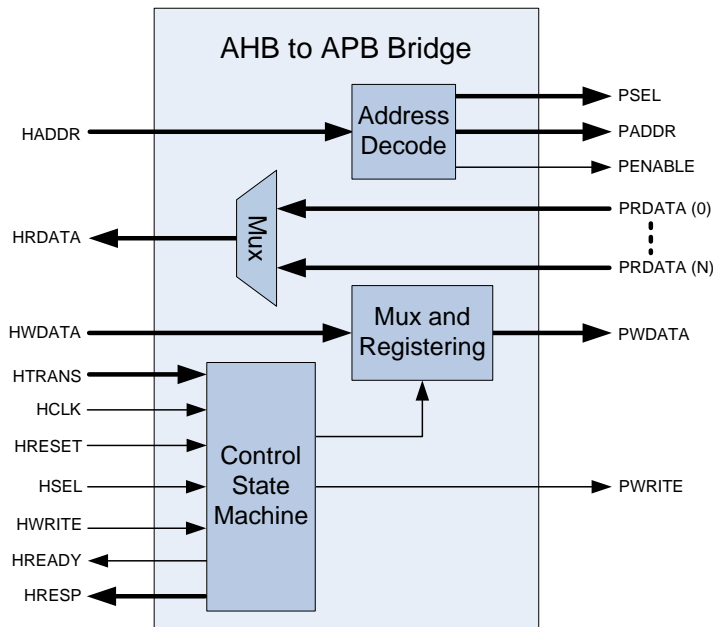 AHB to APB Bridge
HADDR
Address
Decode
PSEL
PADDR
PENABLE
HRDATA
Mux
PRDATA (0)
PRDATA (N)
HWDATA
Mux and
Registering
PWDATA
HTRANS
HCLK
HRESET
HSEL
HWRITE
HREADY
HRESP
Control
State
Machine
PWRITE